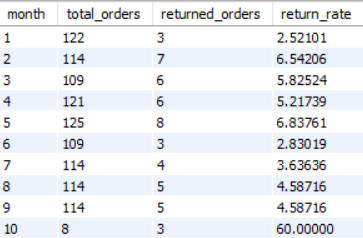 month total_orders returned_orders return_rate
1 122 3 2.52101
2 114 7 6.54206
3 109 6 5.82524
4 121 6 5.21739
5 125 8 6.83761
6 109 3 2.83019
7 114 4 3.63636
8 114 5 4.58716
9 114 5 4.58716
10 8 3 60.00000